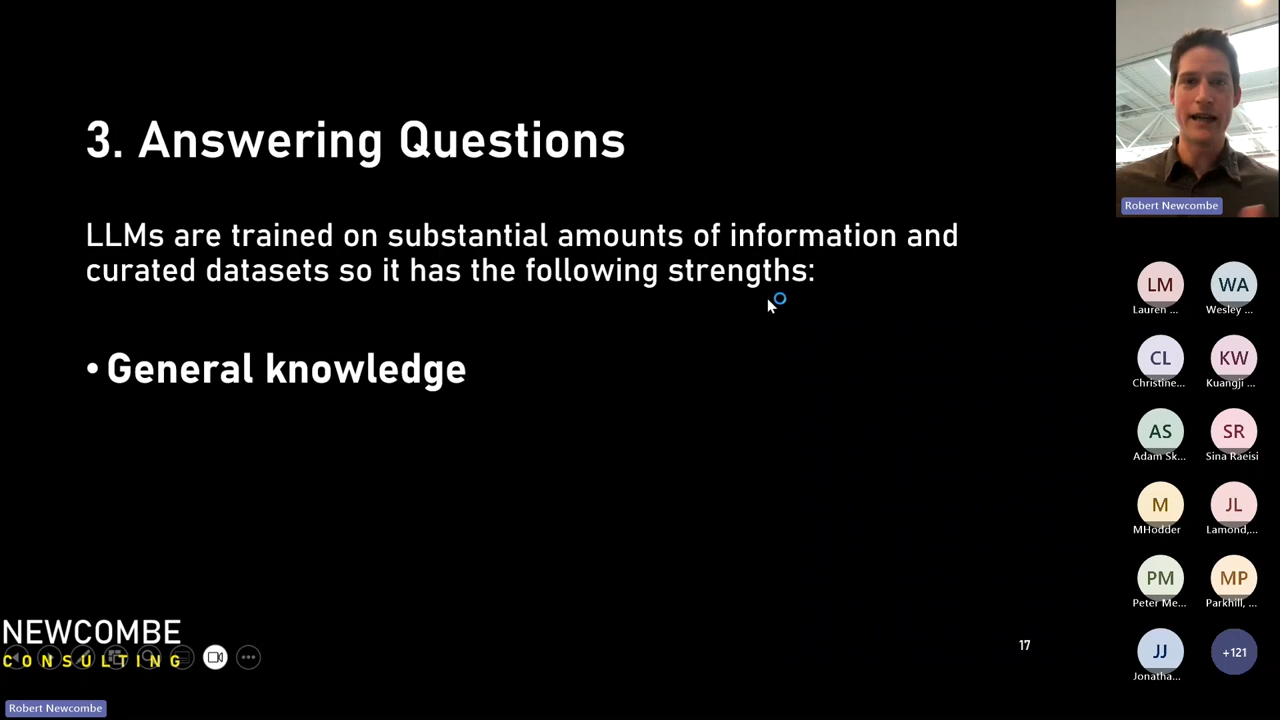 3. Answering Questions
LLMs are trained on substantial amounts of information and
curated datasets so it has the following strengths:
• General knowledge
NEWCOMBE
CONSULTING
17
Robert Newcombe
Robert Newcombe
LM
WA
Lauren ...
Wesley ...
CL
KW
Christine...
Kuangji ...
AS
SR
Adam Sk...
Sina Raeisi
M
JL
MHodder
Lamond,...
PM
MP
Peter Me...
Parkhill, ...
JJ
+121
Jonatha...